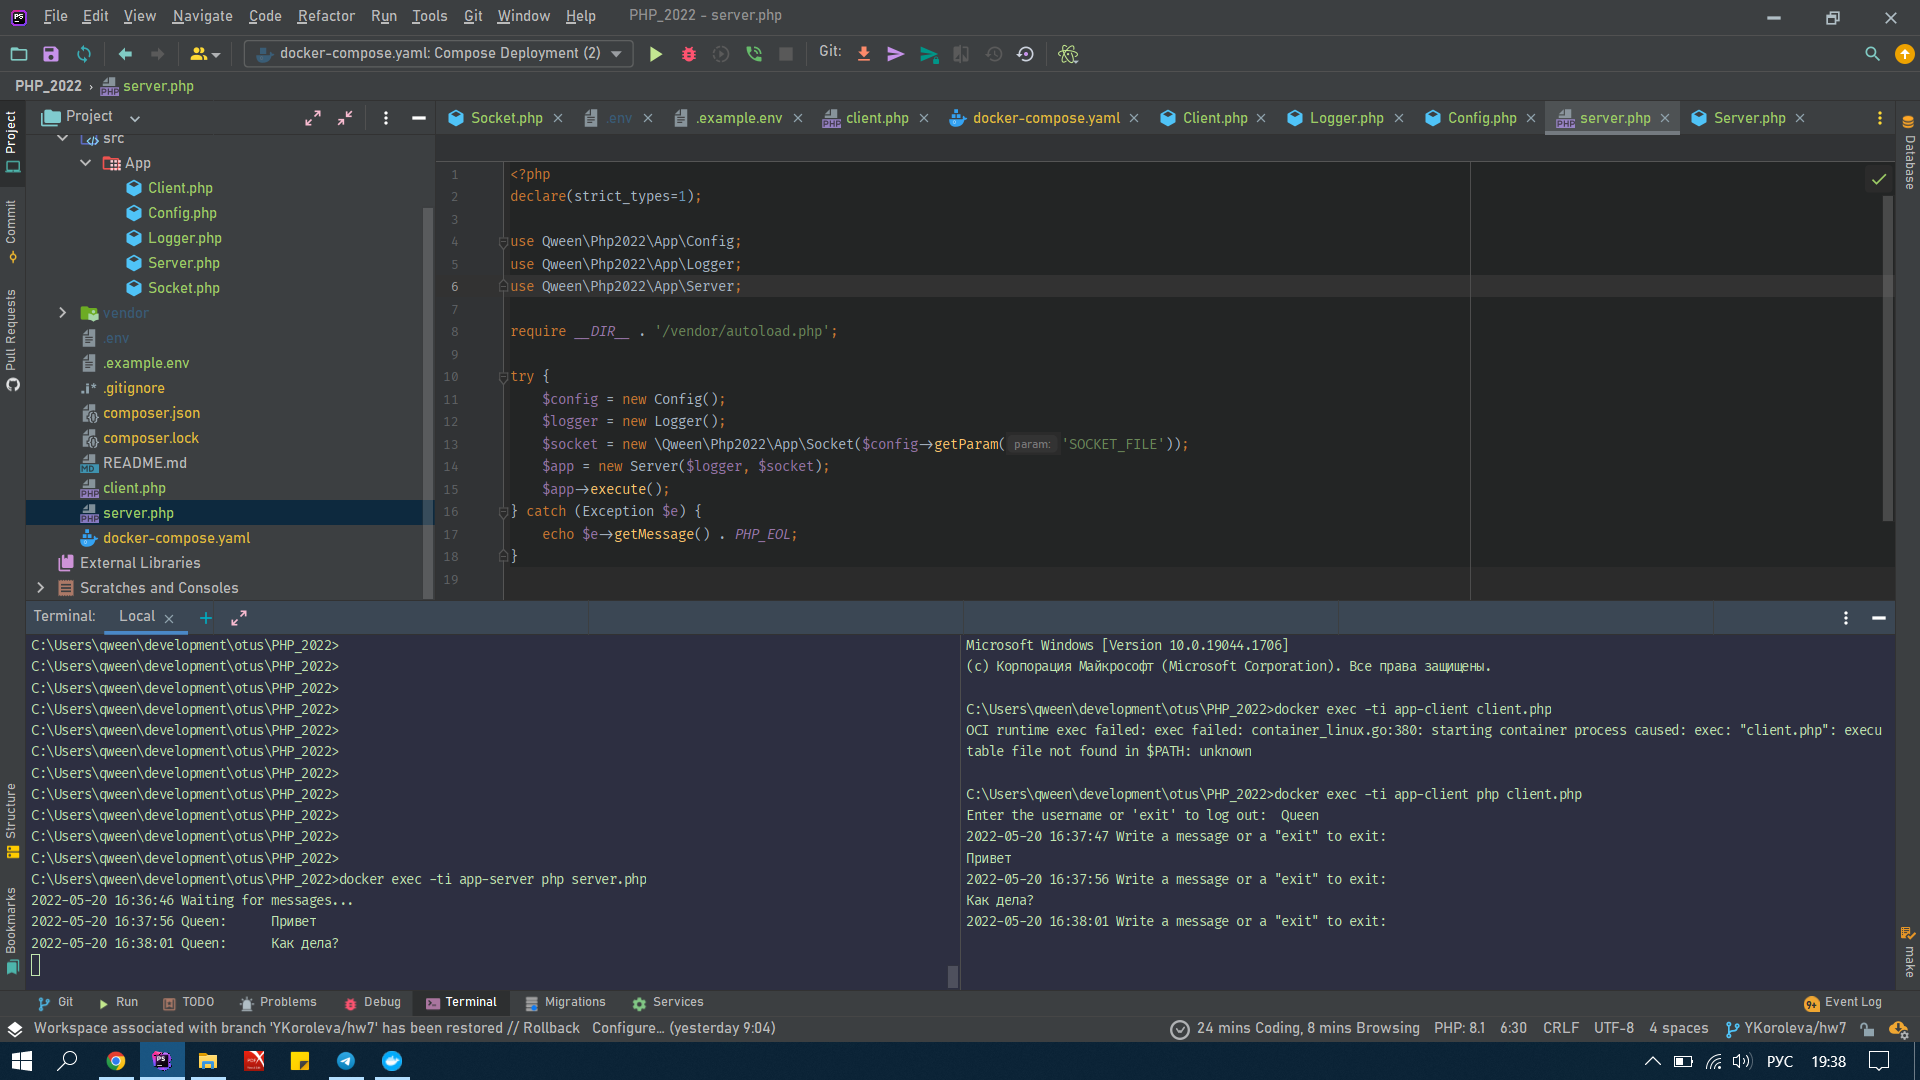 File Edit View Navigate Code Refactor Run Tools Git Window Help PHP_2022 - server.php
docker-compose.yaml: Compose Deployment (2) Git:
PHP_2022 › server.php
Project
Socket.php .env .example.env client.php docker-compose.yaml Client.php Logger.php Config.php server.php Server.php
src
App
Client.php
Config.php
Logger.php
Server.php
Socket.php
vendor
.env
.example.env
.gitignore
composer.json
composer.lock
README.md
client.php
server.php
docker-compose.yaml
External Libraries
Scratches and Consoles
Project
Commit
Pull Requests
Structure
Bookmarks
Database
make
1 <?php
2 declare(strict_types=1);
3
4 use Qween\Php2022\App\Config;
5 use Qween\Php2022\App\Logger;
6 use Qween\Php2022\App\Server;
7
8 require __DIR__ . '/vendor/autoload.php';
9
10 try {
11 $config = new Config();
12 $logger = new Logger();
13 $socket = new \Qween\Php2022\App\Socket($config->getParam( param: 'SOCKET_FILE'));
14 $app = new Server($logger, $socket);
15 $app->execute();
16 } catch (Exception $e) {
17 echo $e->getMessage() . PHP_EOL;
18 }
19
Terminal: Local
C:\Users\qween\development\otus\PHP_2022>
C:\Users\qween\development\otus\PHP_2022>
C:\Users\qween\development\otus\PHP_2022>
C:\Users\qween\development\otus\PHP_2022>
C:\Users\qween\development\otus\PHP_2022>
C:\Users\qween\development\otus\PHP_2022>
C:\Users\qween\development\otus\PHP_2022>
C:\Users\qween\development\otus\PHP_2022>
C:\Users\qween\development\otus\PHP_2022>
C:\Users\qween\development\otus\PHP_2022>
C:\Users\qween\development\otus\PHP_2022>
C:\Users\qween\development\otus\PHP_2022>docker exec -ti app-server php server.php
2022-05-20 16:36:46 Waiting for messages...
2022-05-20 16:37:56 Queen: Привет
2022-05-20 16:38:01 Queen: Как дела?
Microsoft Windows [Version 10.0.19044.1706]
(c) Корпорация Майкрософт (Microsoft Corporation). Все права защищены.
C:\Users\qween\development\otus\PHP_2022>docker exec -ti app-client client.php
OCI runtime exec failed: exec failed: container_linux.go:380: starting container process caused: exec: "client.php": execu
table file not found in $PATH: unknown
C:\Users\qween\development\otus\PHP_2022>docker exec -ti app-client php client.php
Enter the username or 'exit' to log out: Queen
2022-05-20 16:37:47 Write a message or a "exit" to exit:
Привет
2022-05-20 16:37:56 Write a message or a "exit" to exit:
Как дела?
2022-05-20 16:38:01 Write a message or a "exit" to exit:
Git Run TODO Problems Debug Terminal Migrations Services 9+ Event Log
Workspace associated with branch 'YKoroleva/hw7' has been restored // Rollback Configure... (yesterday 9:04) 24 mins Coding, 8 mins Browsing PHP: 8.1 6:30 CRLF UTF-8 4 spaces YKoroleva/hw7
РУС 19:38